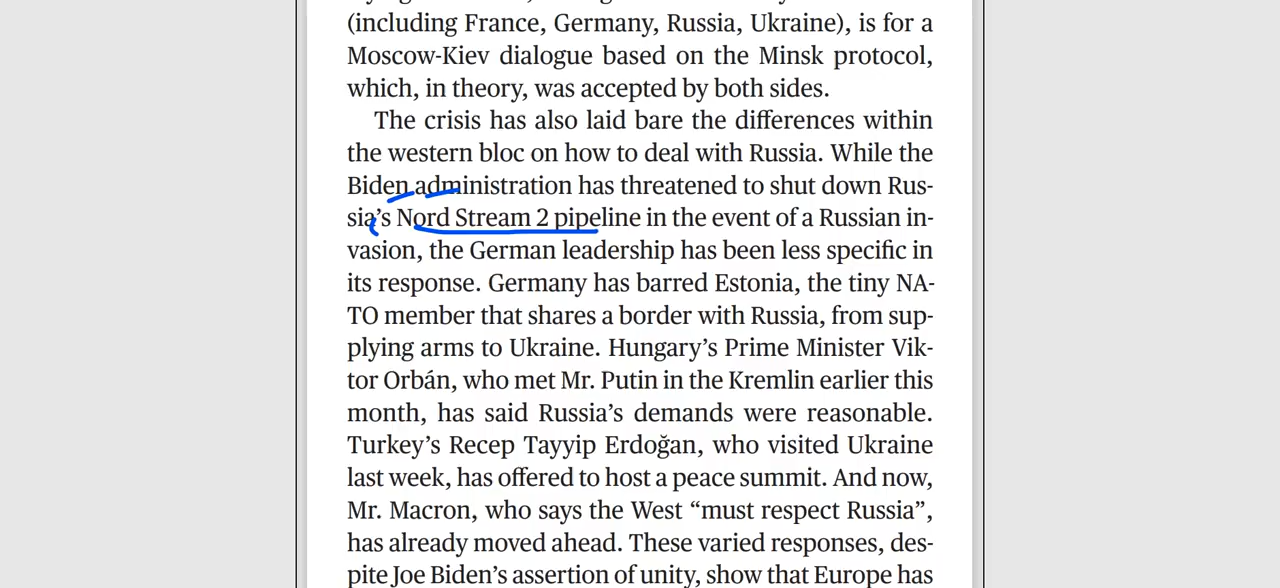 (including France, Germany, Russia, Ukraine), is for a
Moscow-Kiev dialogue based on the Minsk protocol,
which, in theory, was accepted by both sides.
The crisis has also laid bare the differences within
the western bloc on how to deal with Russia. While the
Biden administration has threatened to shut down Rus-
sia's Nord Stream 2 pipeline in the event of a Russian in-
vasion, the German leadership has been less specific in
its response. Germany has barred Estonia, the tiny NA-
TO member that shares a border with Russia, from sup-
plying arms to Ukraine. Hungary's Prime Minister Vik-
tor Orbán, who met Mr. Putin in the Kremlin earlier this
month, has said Russia's demands were reasonable.
Turkey's Recep Tayyip Erdoğan, who visited Ukraine
last week, has offered to host a peace summit. And now,
Mr. Macron, who says the West “must respect Russia”,
has already moved ahead. These varied responses, des-
pite Joe Biden's assertion of unity, show that Europe has